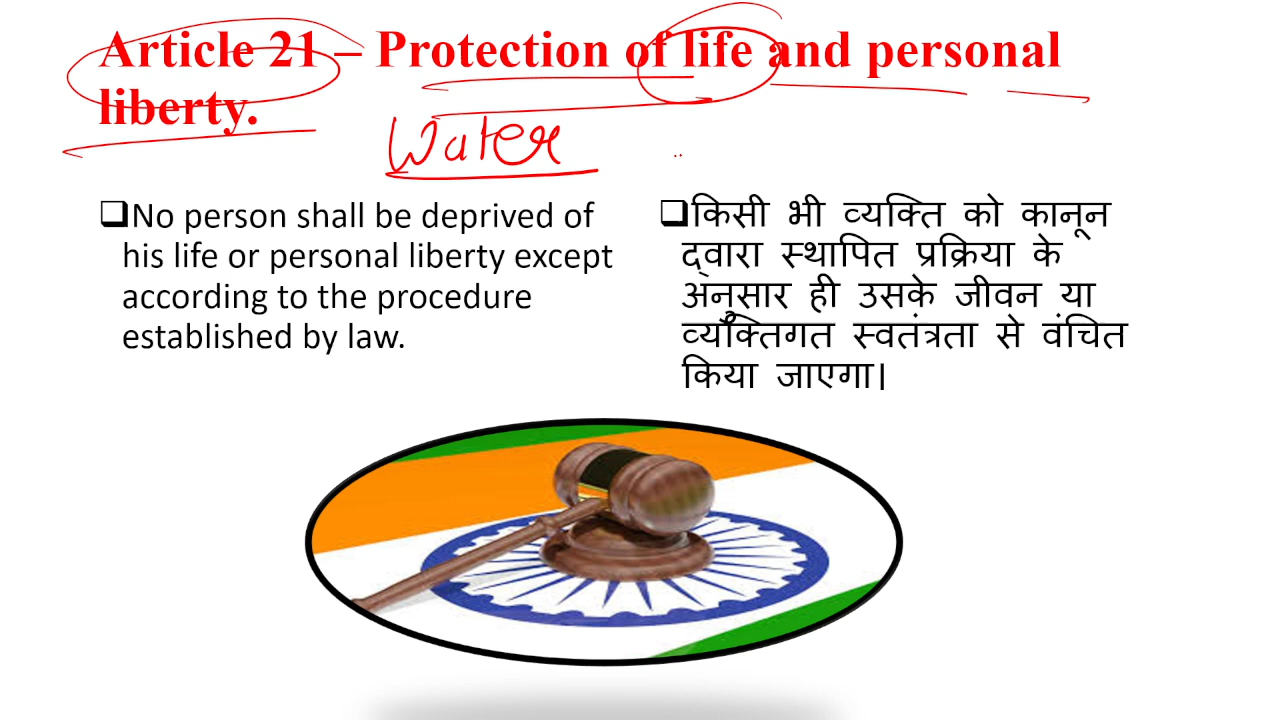 Article 21 – Protection of life and personal
liberty.
Water
❑No person shall be deprived of
his life or personal liberty except
according to the procedure
established by law.
❑किसी भी व्यक्ति को कानून
द्वारा स्थापित प्रक्रिया के
अनुसार ही उसके जीवन या
व्यक्तिगत स्वतंत्रता से वंचित
किया जाएगा।